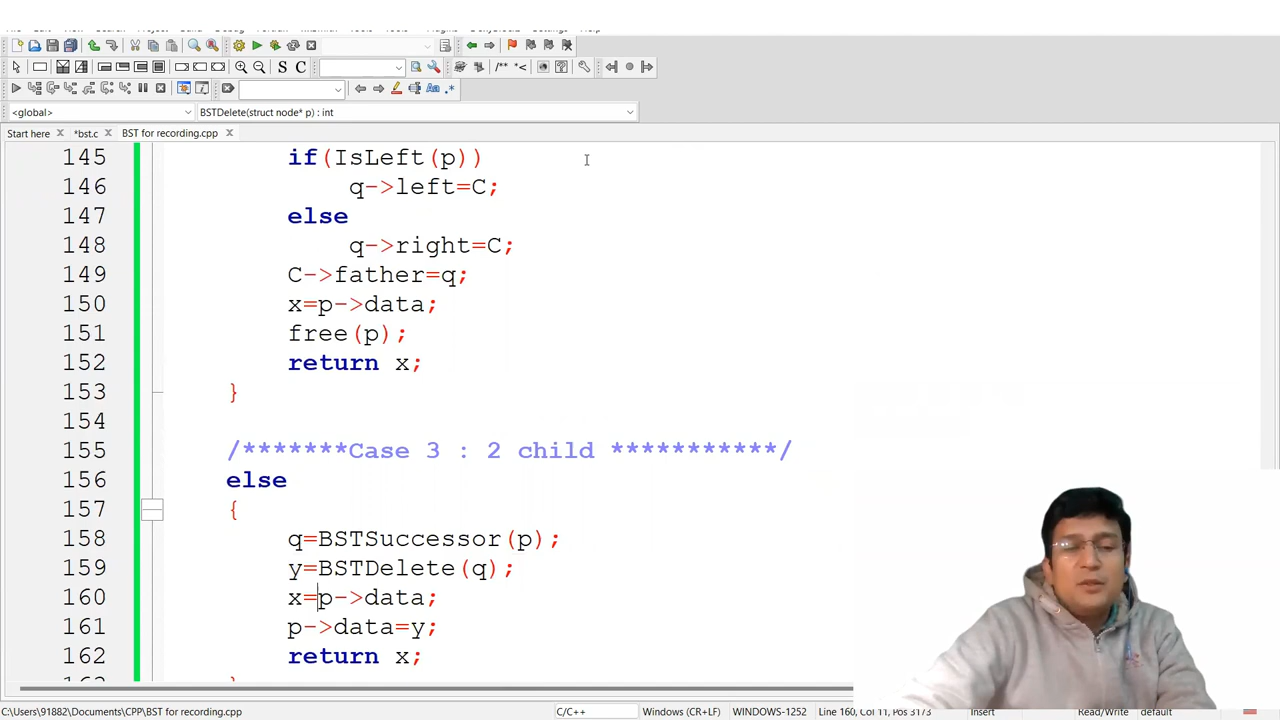 <global>
BSTDelete(struct node* p) : int
Start here
*bst.c
BST for recording.cpp
145 if(IsLeft(p))
146 q->left=C;
147 else
148 q->right=C;
149 C->father=q;
150 x=p->data;
151 free(p);
152 return x;
153 }
154
155 /*******Case 3 : 2 child ***********/
156 else
157 {
158 q=BSTSuccessor(p);
159 y=BSTDelete(q);
160 x=p->data;
161 p->data=y;
162 return x;
C:\Users\91882\Documents\CPP\BST for recording.cpp
C/C++
Windows (CR+LF)
WINDOWS-1252
Line 160, Col 11, Pos 3173
Insert
Read/Write
default